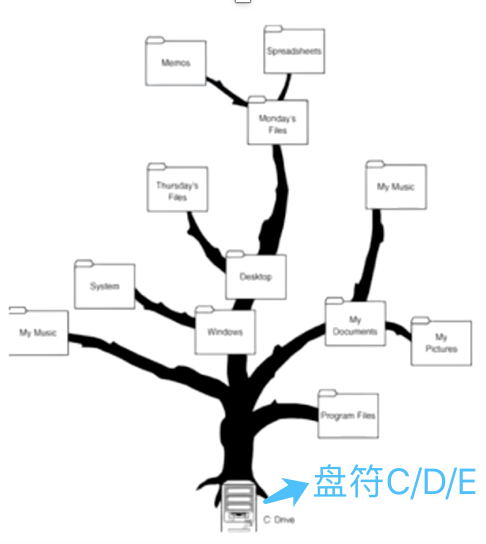 Spreadsheets
Memos
Monday's
Files
Thursday's
Files
My Music
Desktop
System
My Music
Windows
My
Documents
My
Pictures
Program Files
盘符C/D/E
C Drive